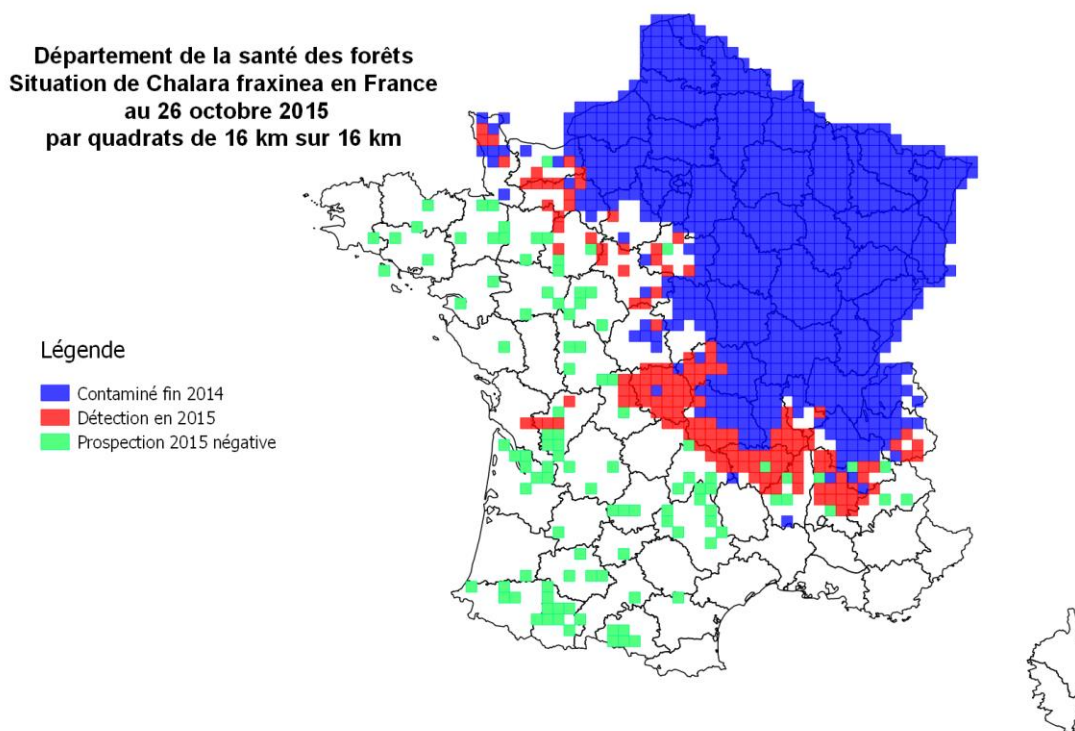 Département de la santé des forêts
Situation de Chalara fraxinea en France
au 26 octobre 2015
par quadrats de 16 km sur 16 km
Légende
Contaminé fin 2014
Détection en 2015
Prospection 2015 négative